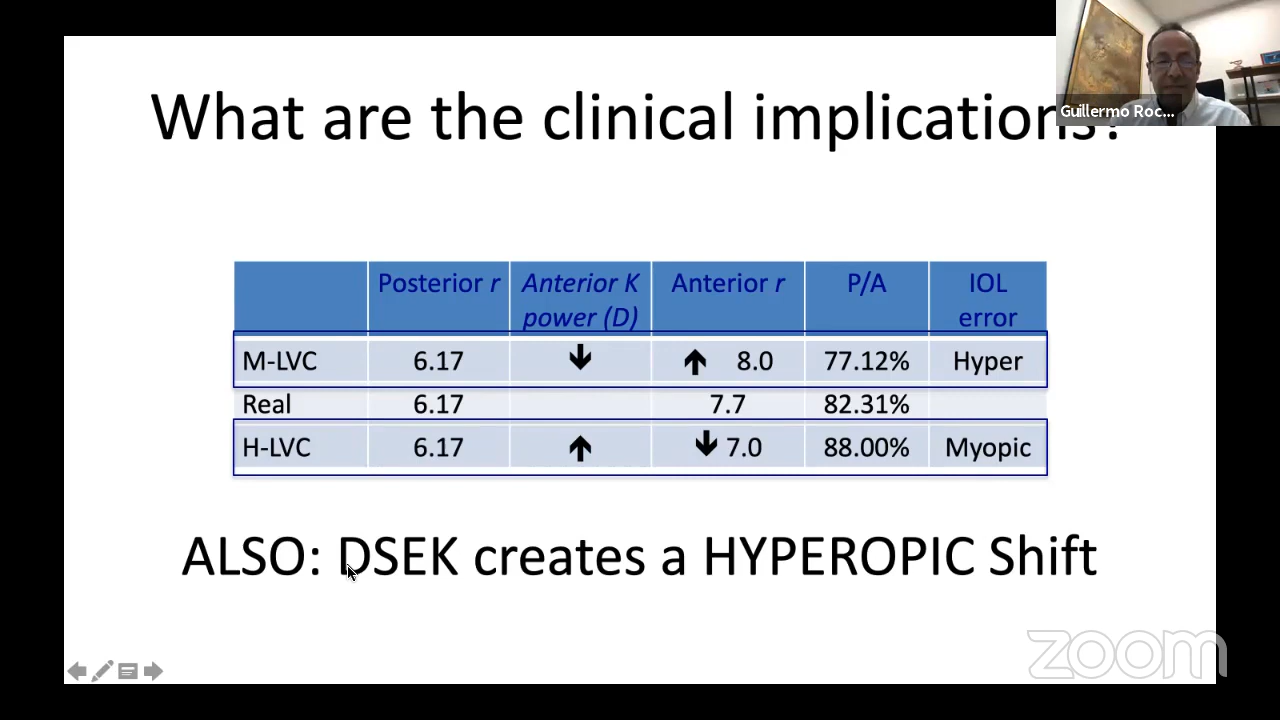 What are the clinical implications?
Guillermo Roc...
Posterior r Anterior K power (D) Anterior r P/A IOL error
M-LVC 6.17 8.0 77.12% Hyper
Real 6.17 7.7 82.31%
H-LVC 6.17 7.0 88.00% Myopic
ALSO: DSEK creates a HYPEROPIC Shift
zoom